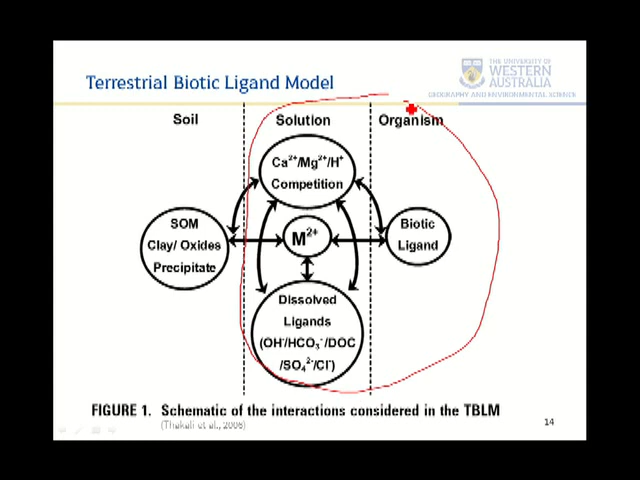 Terrestrial Biotic Ligand Model
THE UNIVERSITY OF
WESTERN
AUSTRALIA
GEOGRAPHY AND ENVIRONMENTAL SCIENCE
Soil
Solution
Organism
Ca²⁺/Mg²⁺/H⁺
Competition
SOM
Clay/ Oxides
Precipitate
M²⁺
Biotic
Ligand
Dissolved
Ligands
(OH⁻/HCO₃⁻/DOC
/SO₄²⁻/Cl⁻)
FIGURE 1. Schematic of the interactions considered in the TBLM
(Thakali et al., 2006)
14